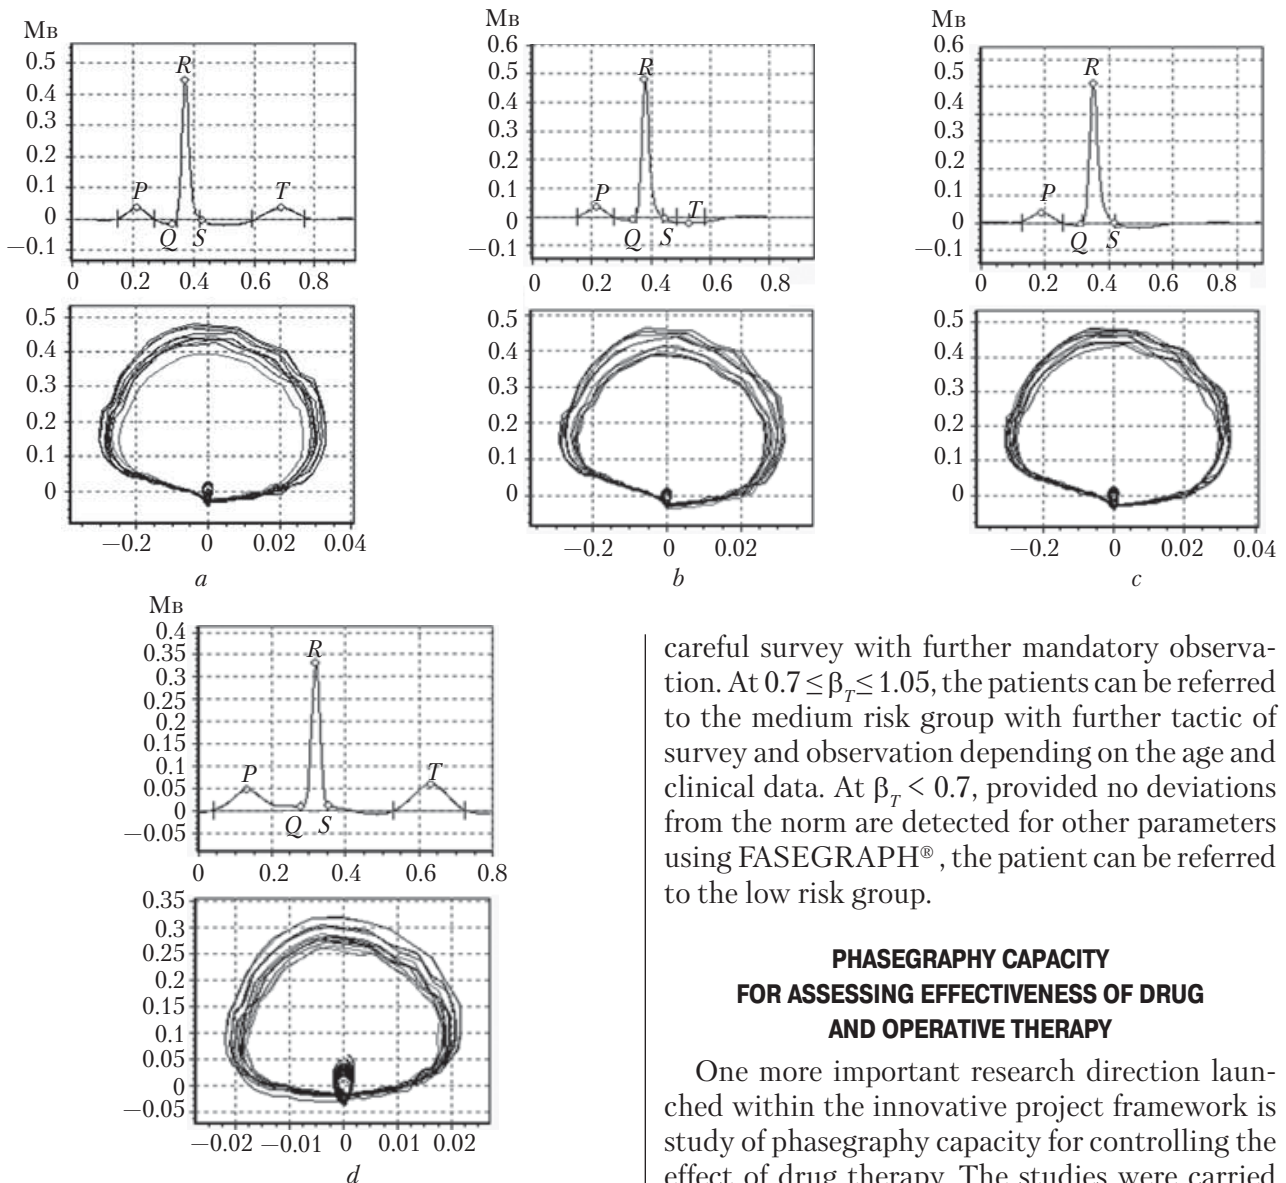 Мв
0.5
0.4
0.3
0.2
0.1
0
—0.1
R
P
T
Q
S
0 0.2 0.4 0.6 0.8
0.5
0.4
0.3
0.2
0.1
0
—0.2 0 0.02 0.04
a
Мв
0.6
0.5
0.4
0.3
0.2
0.1
0
—0.1
R
P
T
Q
S
0 0.2 0.4 0.6 0.8
0.5
0.4
0.3
0.2
0.1
0
—0.2 0 0.02
b
Мв
0.6
0.4
0.3
0.2
0.1
0
—0.1
R
P
Q
S
0 0.2 0.4 0.6 0.8
0.5
0.4
0.3
0.2
0.1
0
—0.2 0 0.02 0.04
c
Мв
0.4
0.35
0.3
0.25
0.2
0.15
0.1
0.05
0
—0.05
R
P
T
Q
S
0 0.2 0.4 0.6 0.8
0.35
0.3
0.25
0.2
0.15
0.1
0.05
0
—0.05
—0.02 —0.01 0 0.01 0.02
d
careful survey with further mandatory observa-
tion. At 0.7 ≤ β_T ≤ 1.05, the patients can be referred
to the medium risk group with further tactic of
survey and observation depending on the age and
clinical data. At β_T < 0.7, provided no deviations
from the norm are detected for other parameters
using FASEGRAPH® , the patient can be referred
to the low risk group.
PHASEGRAPHY CAPACITY
FOR ASSESSING EFFECTIVENESS OF DRUG
AND OPERATIVE THERAPY
One more important research direction laun-
ched within the innovative project framework is
study of phasegraphy capacity for controlling the
effect of drug therapy. The studies were carried